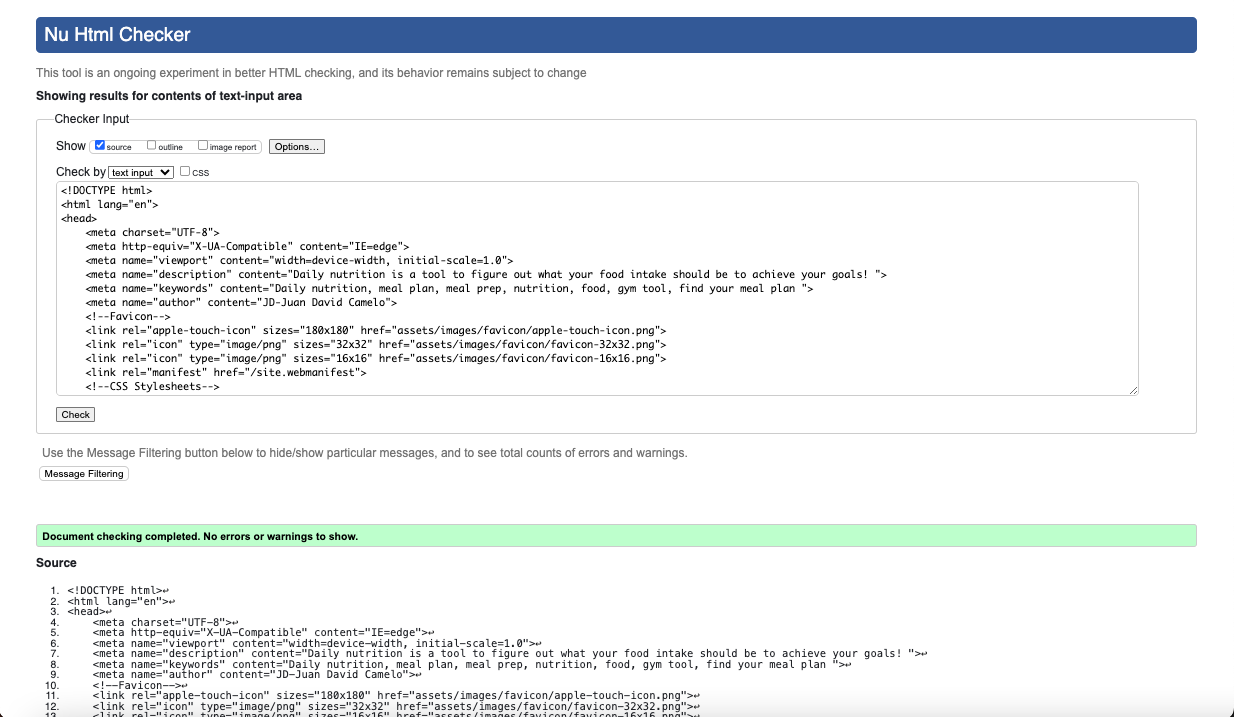 Nu Html Checker
This tool is an ongoing experiment in better HTML checking, and its behavior remains subject to change
Showing results for contents of text-input area
Checker Input
Show source outline image report Options...
Check by text input css
<!DOCTYPE html>
<html lang="en">
<head>
    <meta charset="UTF-8">
    <meta http-equiv="X-UA-Compatible" content="IE=edge">
    <meta name="viewport" content="width=device-width, initial-scale=1.0">
    <meta name="description" content="Daily nutrition is a tool to figure out what your food intake should be to achieve your goals! ">
    <meta name="keywords" content="Daily nutrition, meal plan, meal prep, nutrition, food, gym tool, find your meal plan ">
    <meta name="author" content="JD-Juan David Camelo">
    <!--Favicon-->
    <link rel="apple-touch-icon" sizes="180x180" href="assets/images/favicon/apple-touch-icon.png">
    <link rel="icon" type="image/png" sizes="32x32" href="assets/images/favicon/favicon-32x32.png">
    <link rel="icon" type="image/png" sizes="16x16" href="assets/images/favicon/favicon-16x16.png">
    <link rel="manifest" href="/site.webmanifest">
    <!--CSS Stylesheets-->
Check
Use the Message Filtering button below to hide/show particular messages, and to see total counts of errors and warnings.
Message Filtering
Document checking completed. No errors or warnings to show.
Source
1. <!DOCTYPE html>↩
2. <html lang="en">↩
3. <head>↩
4.     <meta charset="UTF-8">↩
5.     <meta http-equiv="X-UA-Compatible" content="IE=edge">↩
6.     <meta name="viewport" content="width=device-width, initial-scale=1.0">↩
7.     <meta name="description" content="Daily nutrition is a tool to figure out what your food intake should be to achieve your goals! ">↩
8.     <meta name="keywords" content="Daily nutrition, meal plan, meal prep, nutrition, food, gym tool, find your meal plan ">↩
9.     <meta name="author" content="JD-Juan David Camelo">↩
10.     <!--Favicon-->↩
11.     <link rel="apple-touch-icon" sizes="180x180" href="assets/images/favicon/apple-touch-icon.png">↩
12.     <link rel="icon" type="image/png" sizes="32x32" href="assets/images/favicon/favicon-32x32.png">↩
13.     <link rel="icon" type="image/png" sizes="16x16" href="assets/images/favicon/favicon-16x16.png">↩